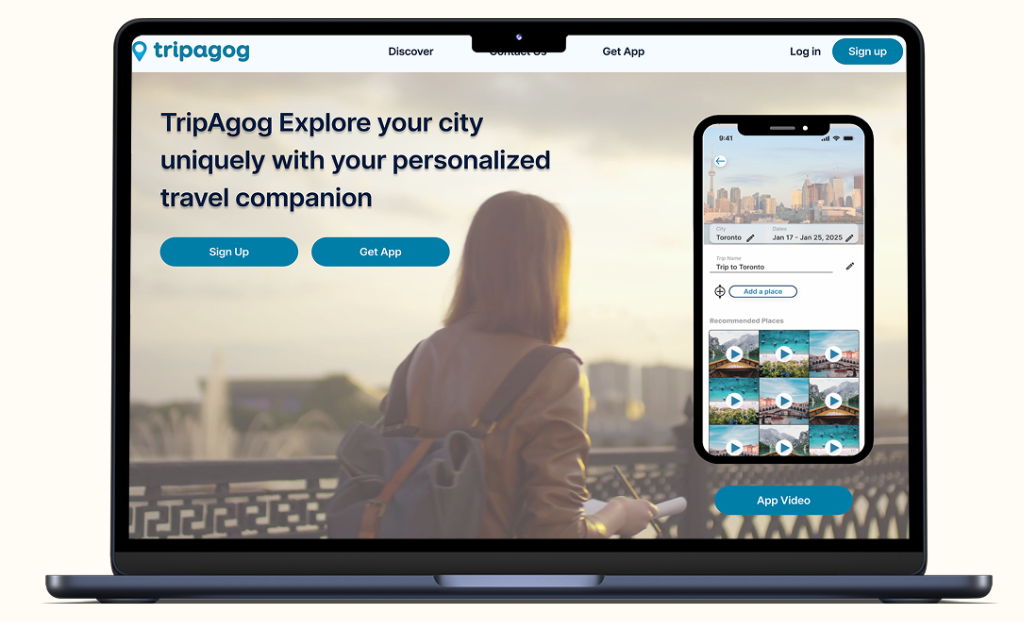 tripagog
Discover
Contact Us
Get App
Log in
Sign up
TripAgog Explore your city
uniquely with your personalized
travel companion
Sign Up
Get App
9:41
City
Toronto
Dates
Jan 17 - Jan 25, 2025
Trip Name
Trip to Toronto
Add a place
Recommended Places
App Video